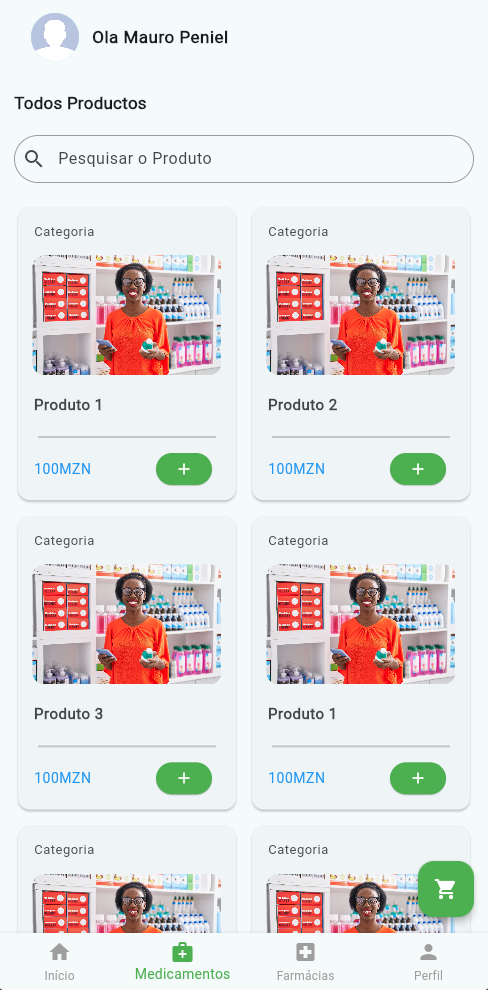 Ola Mauro Peniel
Todos Productos
Pesquisar o Produto
Categoria
Categoria
Produto 1
Produto 2
100MZN
+
100MZN
+
Categoria
Categoria
Produto 3
Produto 1
100MZN
+
100MZN
+
Categoria
Categoria
Início
Medicamentos
Farmácias
Perfil